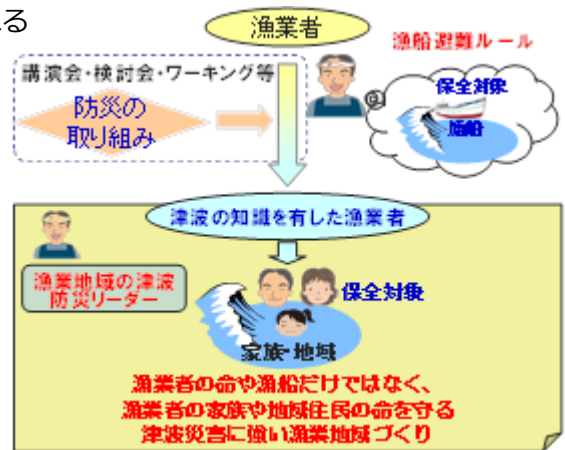 る
漁業者
漁船避難ルール
講演会・検討会・ワーキング等
防災の
取り組み
保全対象
漁船
津波の知識を有した漁業者
漁業地域の津波
防災リーダー
保全対象
家族・地域
漁業者の命や漁船だけではなく、
漁業者の家族や地域住民の命を守る
津波災害に強い漁業地域づくり